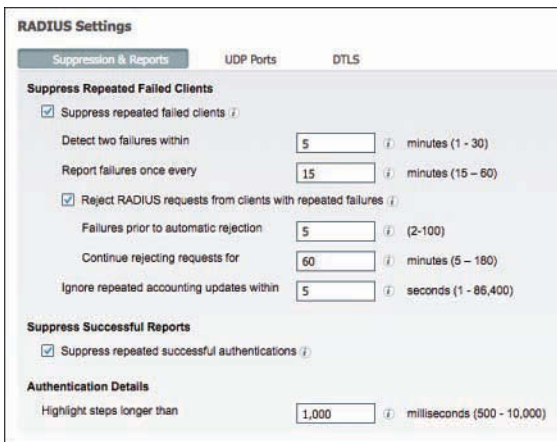 RADIUS Settings
Suppression & Reports UDP Ports DTLS
Suppress Repeated Failed Clients
Suppress repeated failed clients i
Detect two failures within 5 i minutes (1 - 30)
Report failures once every 15 i minutes (15 – 60)
Reject RADIUS requests from clients with repeated failures i
Failures prior to automatic rejection 5 i (2-100)
Continue rejecting requests for 60 i minutes (5 – 180)
Ignore repeated accounting updates within 5 i seconds (1 - 86,400)
Suppress Successful Reports
Suppress repeated successful authentications i
Authentication Details
Highlight steps longer than 1,000 i milliseconds (500 - 10,000)